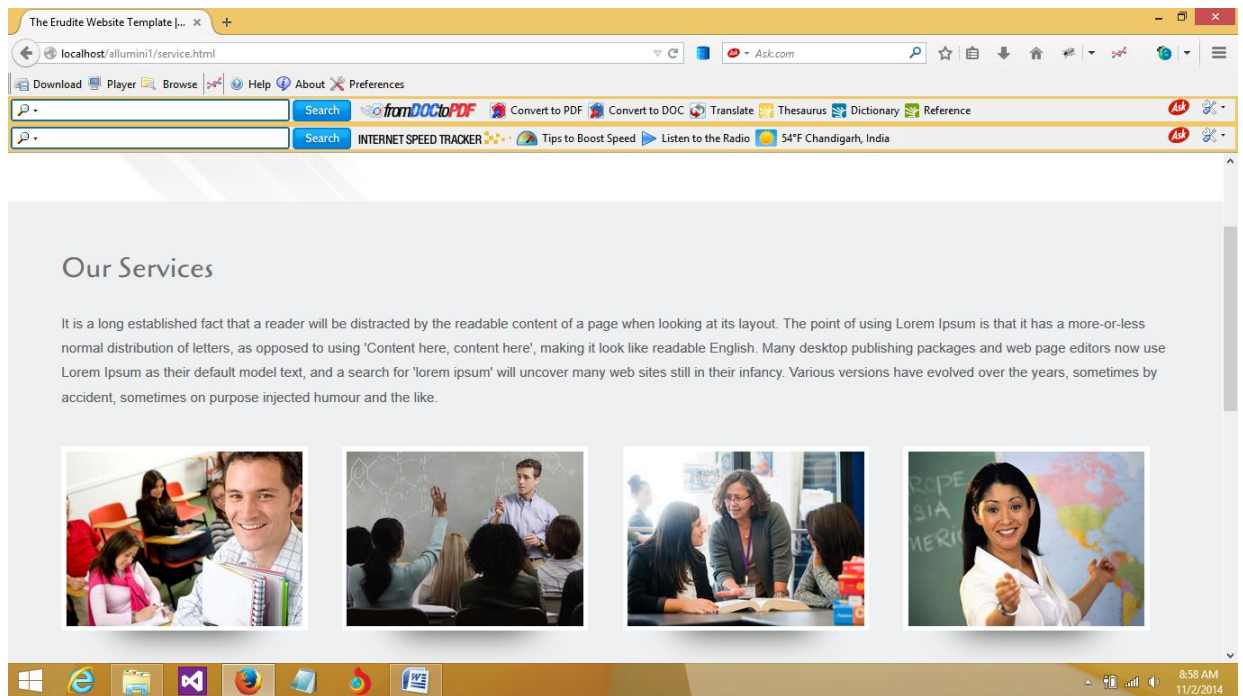 The Erudite Website Template |... × +
localhost/allumini1/service.html
Ask.com
Download Player Browse Help About Preferences
Search fromDOCtoPDF Convert to PDF Convert to DOC Translate Thesaurus Dictionary Reference Ask
Search INTERNET SPEED TRACKER Tips to Boost Speed Listen to the Radio 54°F Chandigarh, India Ask
Our Services
It is a long established fact that a reader will be distracted by the readable content of a page when looking at its layout. The point of using Lorem Ipsum is that it has a more-or-less
normal distribution of letters, as opposed to using 'Content here, content here', making it look like readable English. Many desktop publishing packages and web page editors now use
Lorem Ipsum as their default model text, and a search for 'lorem ipsum' will uncover many web sites still in their infancy. Various versions have evolved over the years, sometimes by
accident, sometimes on purpose injected humour and the like.
ROPE
SIA
MERI
8:58 AM
11/2/2014